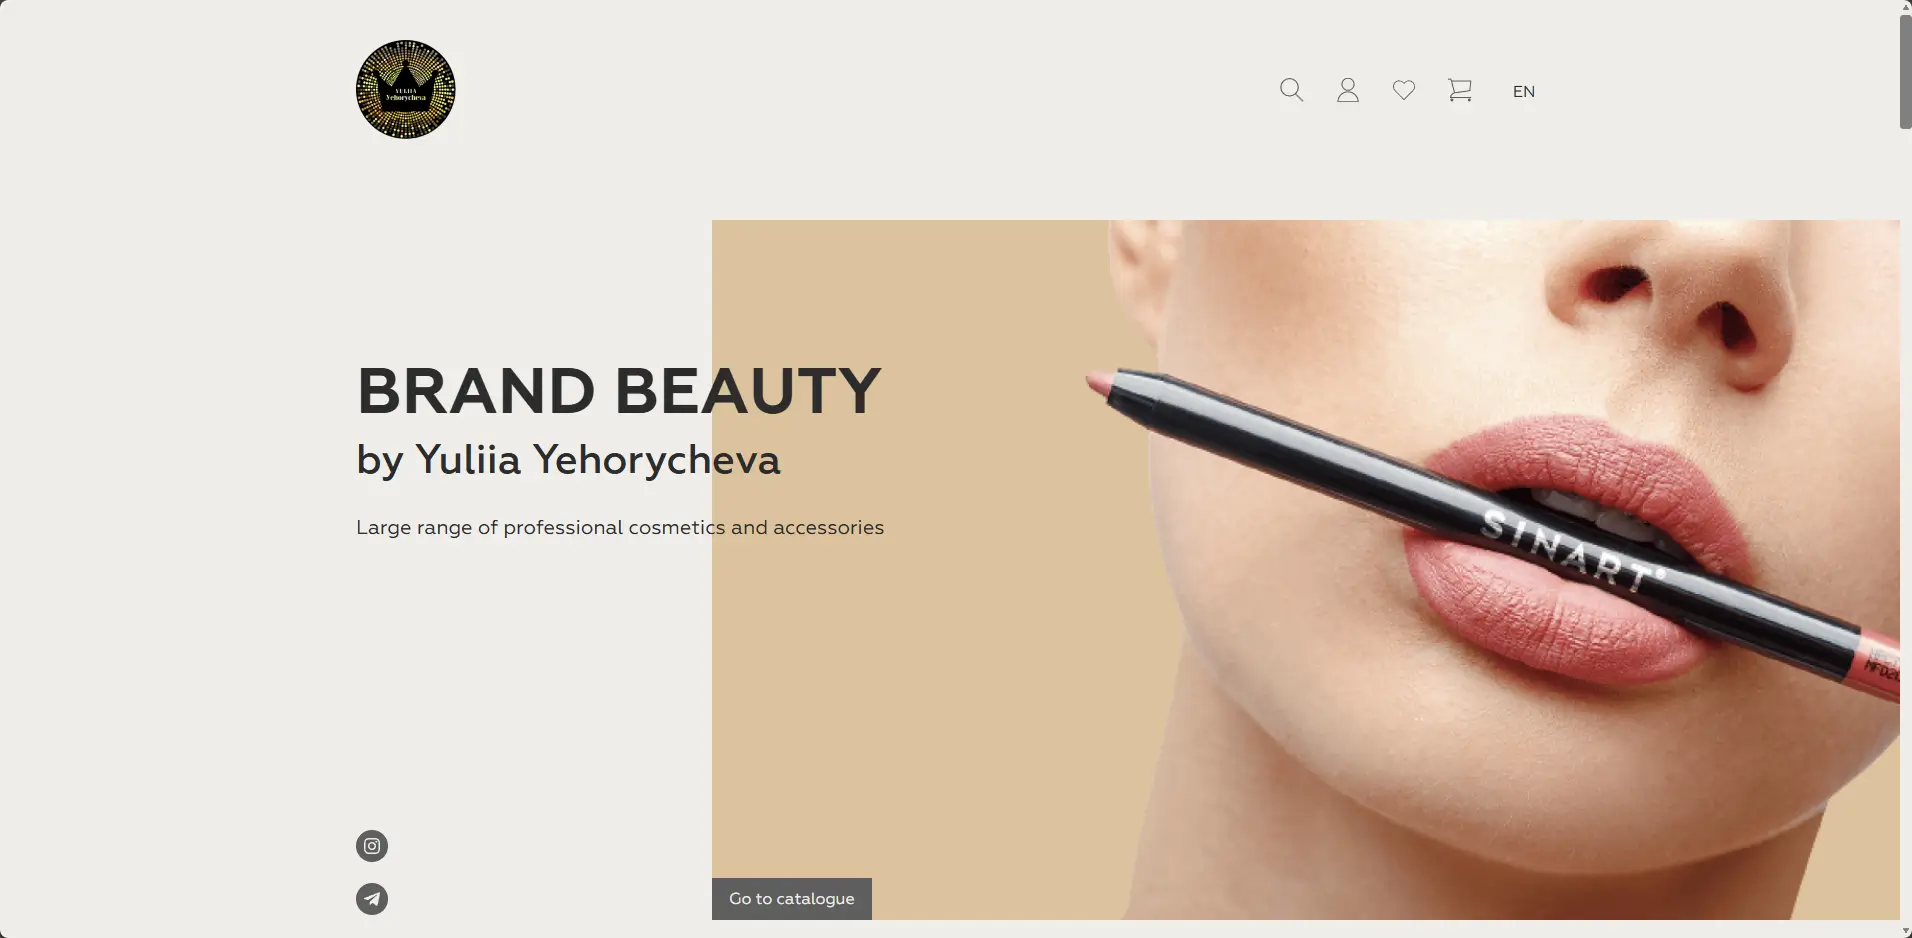 YULIIA
Yehorycheva
EN
BRAND BEAUTY
by Yuliia Yehorycheva
Large range of professional cosmetics and accessories
SINART
Go to catalogue